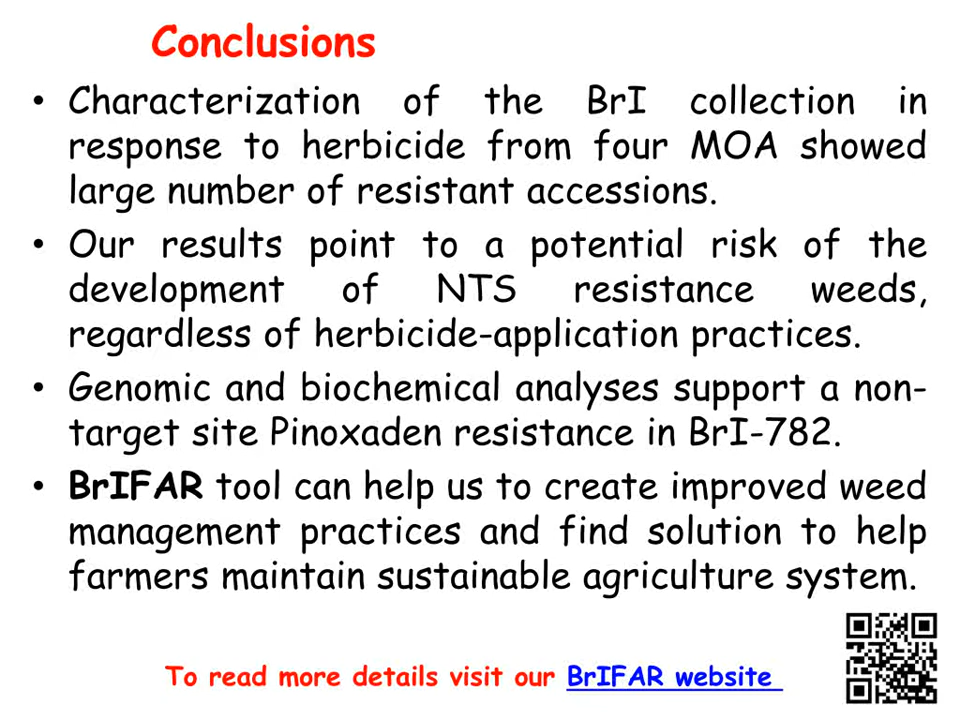 Conclusions
• Characterization of the BrI collection in
response to herbicide from four MOA showed
large number of resistant accessions.
• Our results point to a potential risk of the
development of NTS resistance weeds,
regardless of herbicide-application practices.
• Genomic and biochemical analyses support a non-
target site Pinoxaden resistance in BrI-782.
• BrIFAR tool can help us to create improved weed
management practices and find solution to help
farmers maintain sustainable agriculture system.
To read more details visit our BrIFAR website